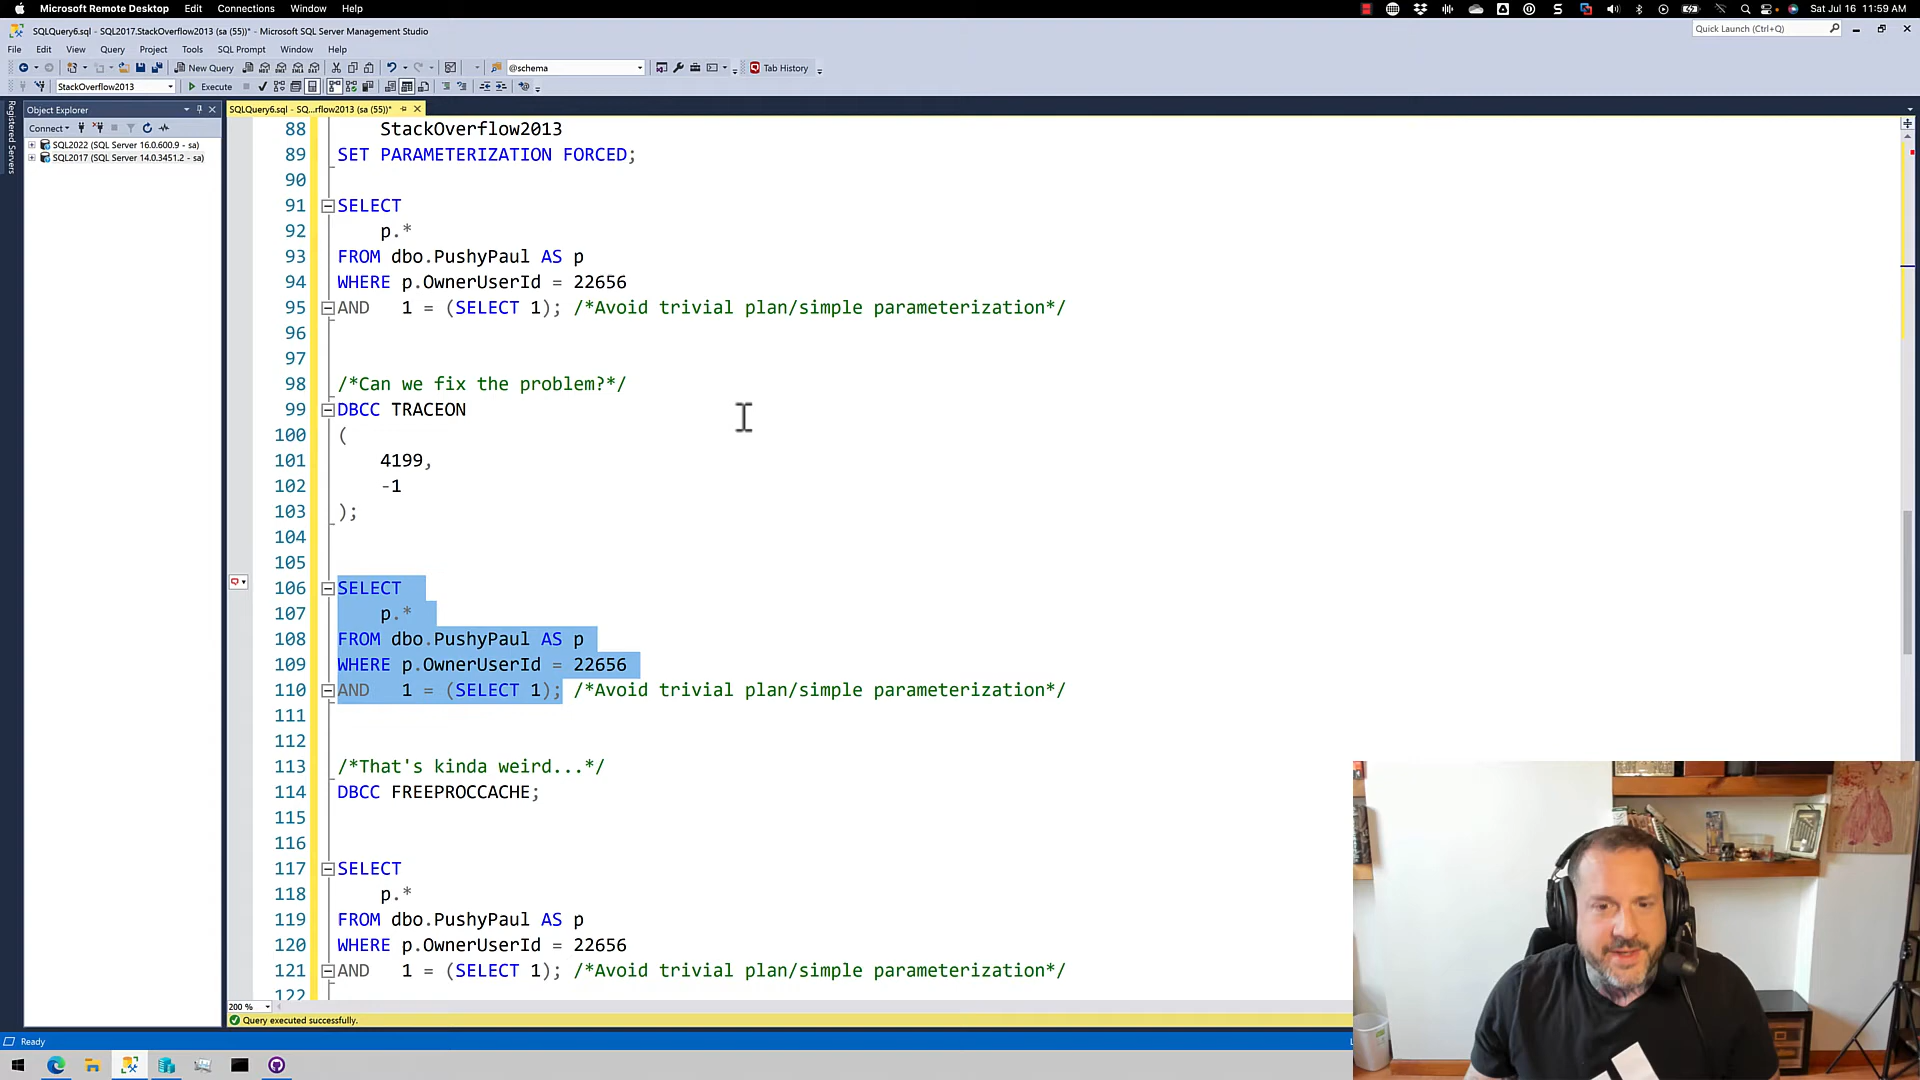 Microsoft Remote Desktop Edit Connections Window Help
Sat Jul 16 11:59 AM
SQLQuery6.sql - SQL2017.StackOverflow2013 (sa (55))* - Microsoft SQL Server Management Studio
Quick Launch (Ctrl+Q)
File Edit View Query Project Tools SQL Prompt Window Help
New Query
@schema
Tab History
StackOverflow2013
Execute
Registered Servers
Object Explorer
SQLQuery6.sql - SQ...rflow2013 (sa (55))*
Connect
SQL2022 (SQL Server 16.0.600.9 - sa)
SQL2017 (SQL Server 14.0.3451.2 - sa)
88 StackOverflow2013
89 SET PARAMETERIZATION FORCED;
90
91 SELECT
92 p.*
93 FROM dbo.PushyPaul AS p
94 WHERE p.OwnerUserId = 22656
95 AND 1 = (SELECT 1); /*Avoid trivial plan/simple parameterization*/
96
97
98 /*Can we fix the problem?*/
99 DBCC TRACEON
100 (
101 4199,
102 -1
103 );
104
105
106 SELECT
107 p.*
108 FROM dbo.PushyPaul AS p
109 WHERE p.OwnerUserId = 22656
110 AND 1 = (SELECT 1); /*Avoid trivial plan/simple parameterization*/
111
112
113 /*That's kinda weird...*/
114 DBCC FREEPROCCACHE;
115
116
117 SELECT
118 p.*
119 FROM dbo.PushyPaul AS p
120 WHERE p.OwnerUserId = 22656
121 AND 1 = (SELECT 1); /*Avoid trivial plan/simple parameterization*/
122
200 %
Query executed successfully.
Ready